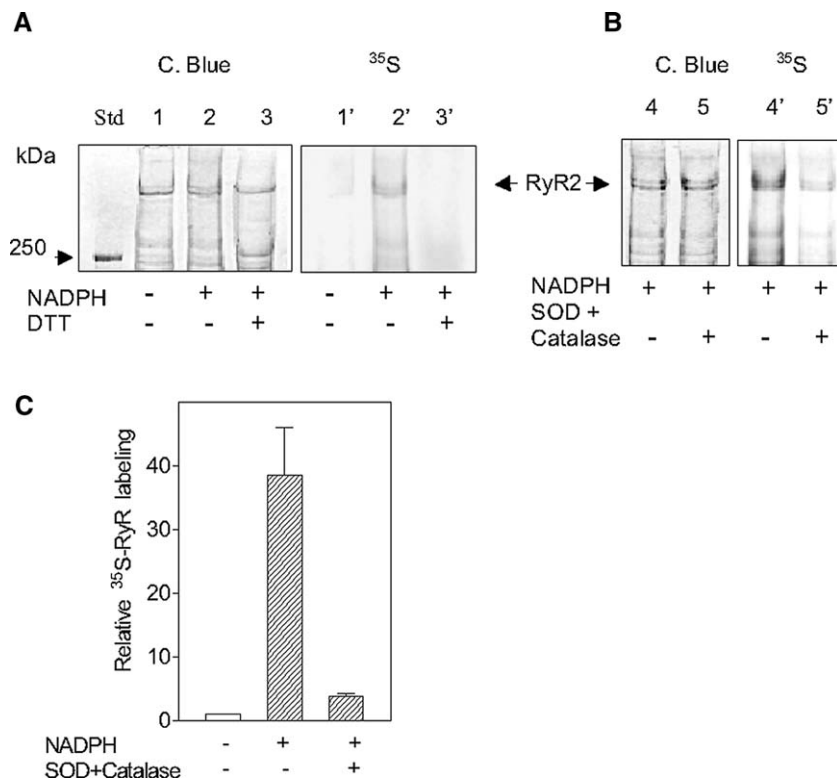 A
C. Blue
35S
Std 1 2 3 1' 2' 3'
kDa
250
NADPH - + + - + +
DTT - - + - - +
B
C. Blue 35S
4 5 4' 5'
RyR2
NADPH + + + +
SOD +
Catalase - + - +
C
Relative 35S-RyR labeling
40
30
20
10
0
NADPH - + +
SOD+Catalase - - +